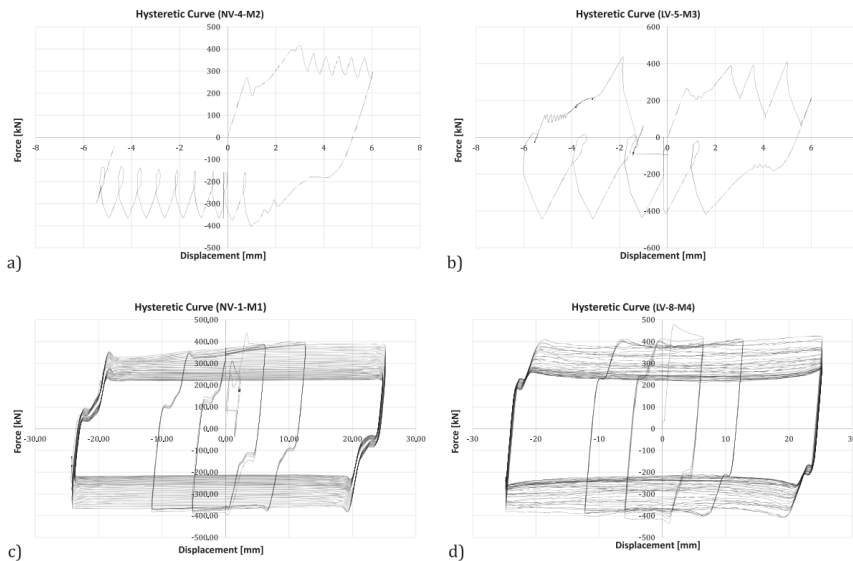 Hysteretic Curve (NV-4-M2)
500
400
300
200
100
0
-100
-200
-300
-400
-500
-8 -6 -4 -2 0 2 4 6 8
Force [kN]
Displacement [mm]
a)
Hysteretic Curve (LV-5-M3)
600
400
200
0
-200
-400
-600
-8 -6 -4 -2 0 2 4 6 8
Force [kN]
Displacement [mm]
b)
Hysteretic Curve (NV-1-M1)
500,00
400,00
300,00
200,00
100,00
0,00
-100,00
-200,00
-300,00
-400,00
-500,00
-30,00 -20,00 -10,00 0,00 10,00 20,00 30,00
Force [kN]
Displacement [mm]
c)
Hysteretic Curve (LV-8-M4)
500
400
300
200
100
0
-100
-200
-300
-400
-500
-30 -20 -10 0 10 20 30
Force [kN]
Displacement [mm]
d)